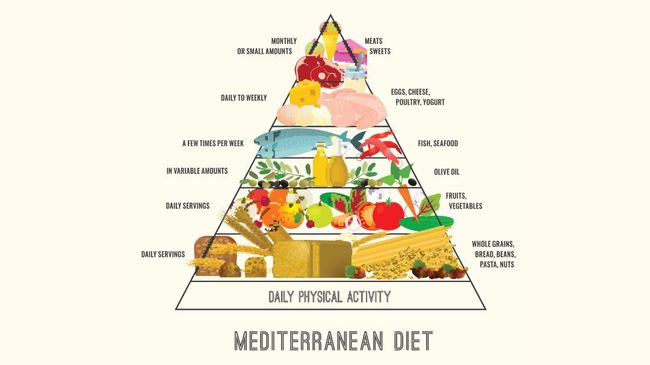 MONTHLY
OR SMALL AMOUNTS
MEATS
SWEETS
DAILY TO WEEKLY
EGGS, CHEESE,
POULTRY, YOGURT
A FEW TIMES PER WEEK
FISH, SEAFOOD
IN VARIABLE AMOUNTS
OLIVE OIL
DAILY SERVINGS
FRUITS,
VEGETABLES
DAILY SERVINGS
WHOLE GRAINS,
BREAD, BEANS,
PASTA, NUTS
DAILY PHYSICAL ACTIVITY
MEDITERRANEAN DIET